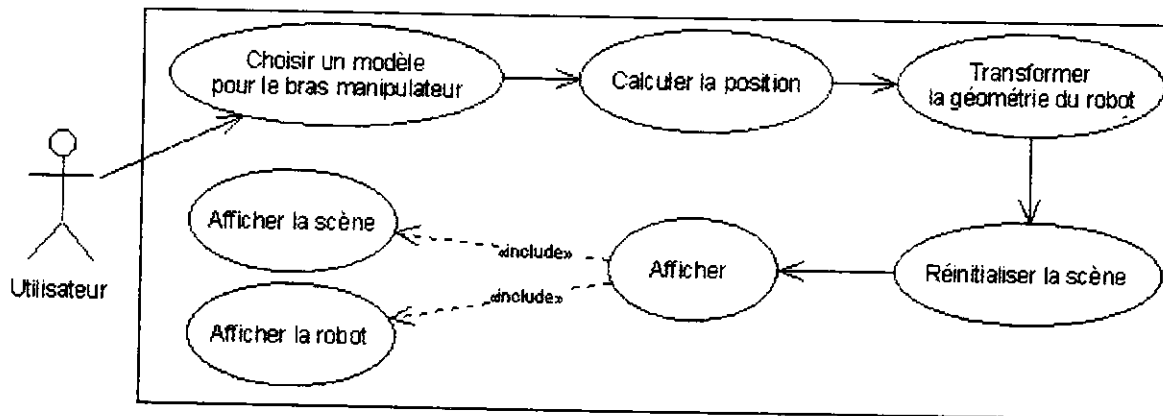 Choisir un modèle
pour le bras manipulateur
Calculer la position
Transformer
la géométrie du robot
Afficher la scène
«include»
Afficher
Réinitialiser la scène
Utilisateur
«include»
Afficher la robot